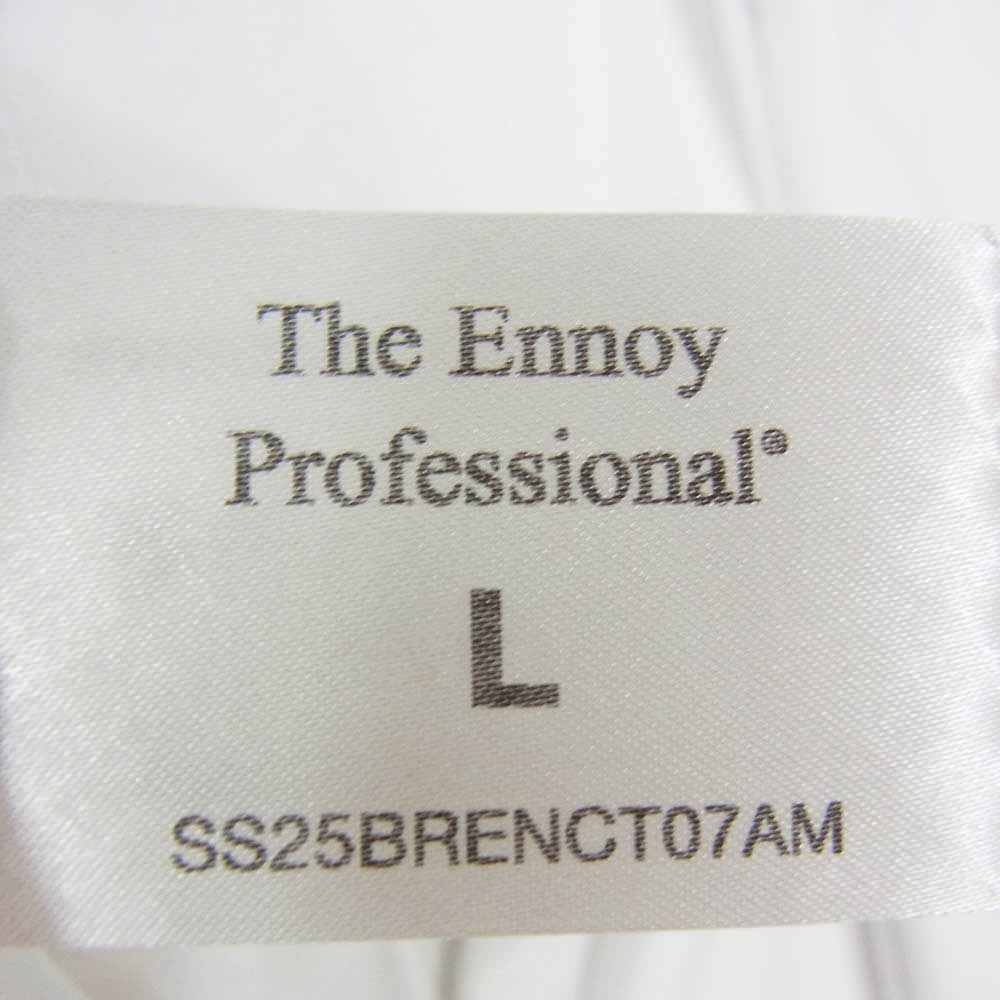 The Ennoy
Professional®
L
SS25BRENCT07AM